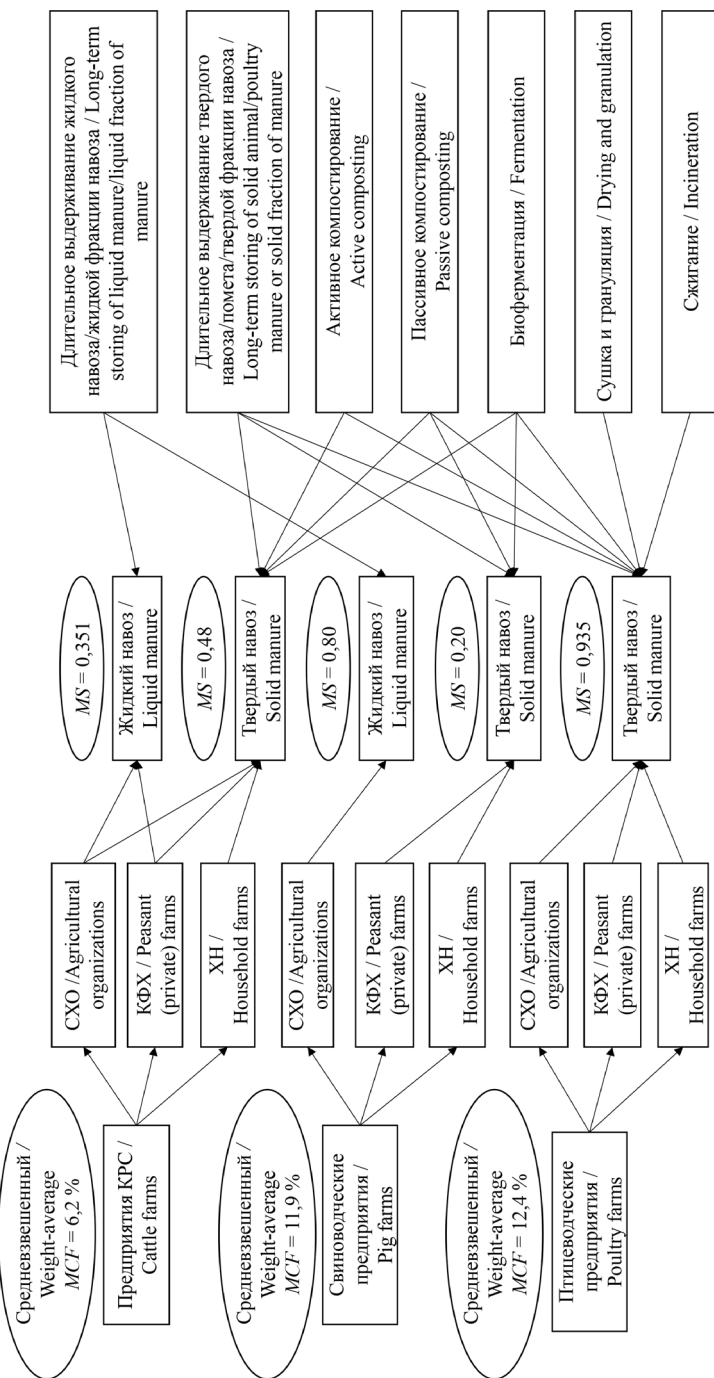 Средневзвешенный /
Weight-average
MCF = 6,2 %
Предприятия КРС /
Cattle farms
Средневзвешенный /
Weight-average
MCF = 11,9 %
Свиноводческие
предприятия /
Pig farms
Средневзвешенный /
Weight-average
MCF = 12,4 %
Птицеводческие
предприятия /
Poultry farms
СХО /Agricultural
organizations
КФХ / Peasant
(private) farms
ХН /
Household farms
СХО /Agricultural
organizations
КФХ / Peasant
(private) farms
ХН /
Household farms
СХО /Agricultural
organizations
КФХ / Peasant
(private) farms
ХН /
Household farms
MS = 0,351
Жидкий навоз /
Liquid manure
MS = 0,48
Твердый навоз /
Solid manure
MS = 0,80
Жидкий навоз /
Liquid manure
MS = 0,20
Твердый навоз /
Solid manure
MS = 0,935
Твердый навоз /
Solid manure
Длительное выдерживание жидкого
навоза/жидкой фракции навоза / Long-term
storing of liquid manure/liquid fraction of
manure
Длительное выдерживание твердого
навоза/помета/твердой фракции навоза /
Long-term storing of solid animal/poultry
manure or solid fraction of manure
Активное компостирование /
Active composting
Пассивное компостирование /
Passive composting
Биоферментация / Fermentation
Сушка и грануляция / Drying and granulation
Сжигание / Incineration